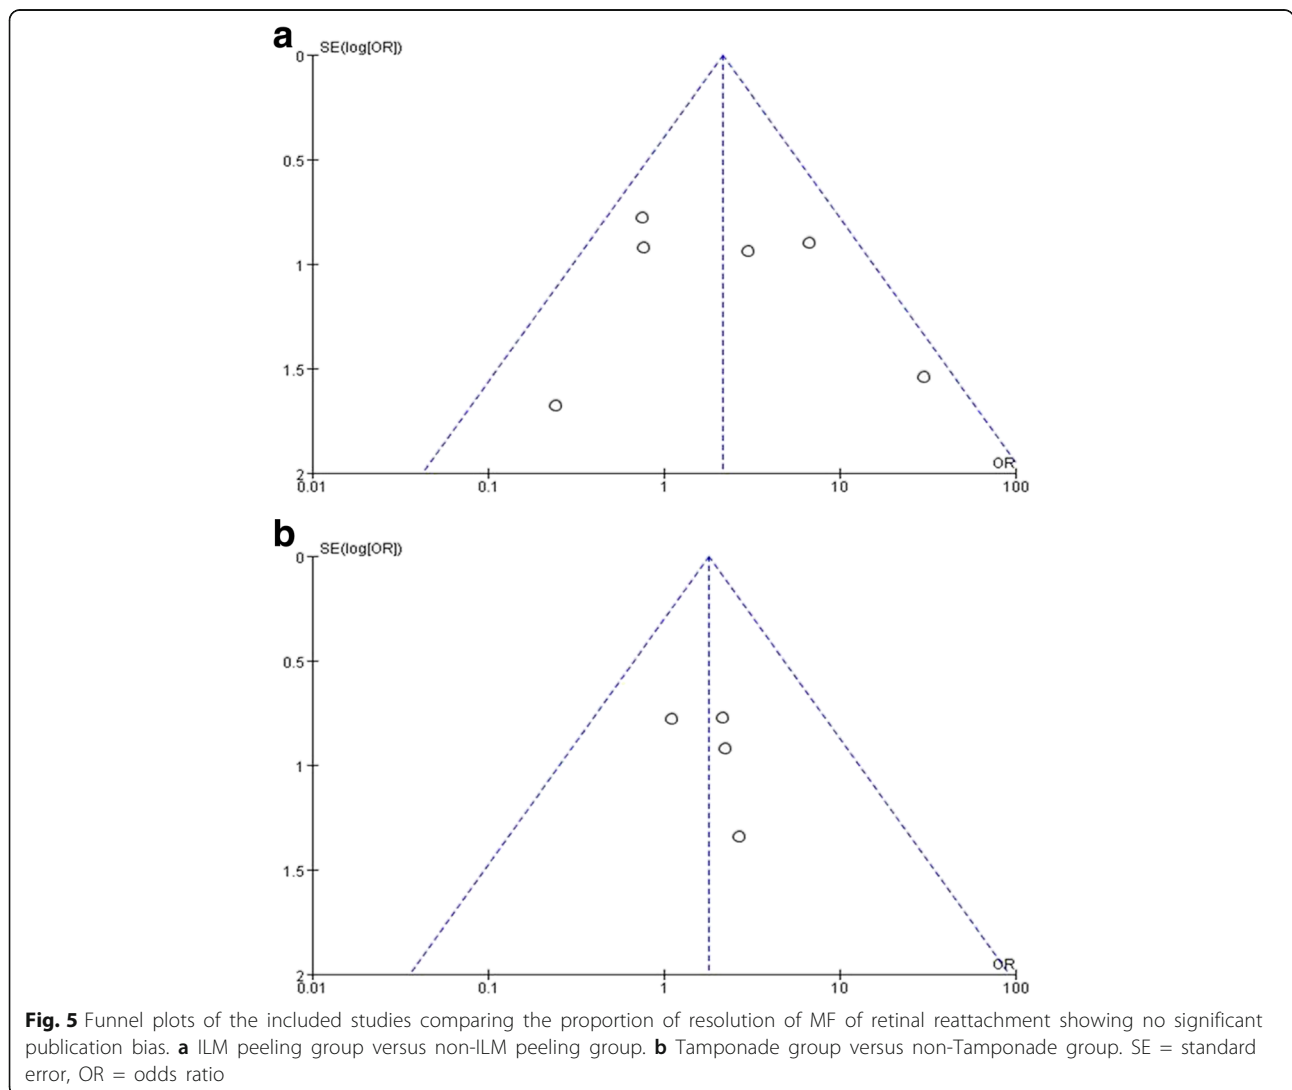 a
SE(log[OR])
0
0.5
1
1.5
2
OR
0.01 0.1 1 10 100
b
SE(log[OR])
0
0.5
1
1.5
2
OR
0.01 0.1 1 10 100
Fig. 5 Funnel plots of the included studies comparing the proportion of resolution of MF of retinal reattachment showing no significant
publication bias. a ILM peeling group versus non-ILM peeling group. b Tamponade group versus non-Tamponade group. SE = standard
error, OR = odds ratio